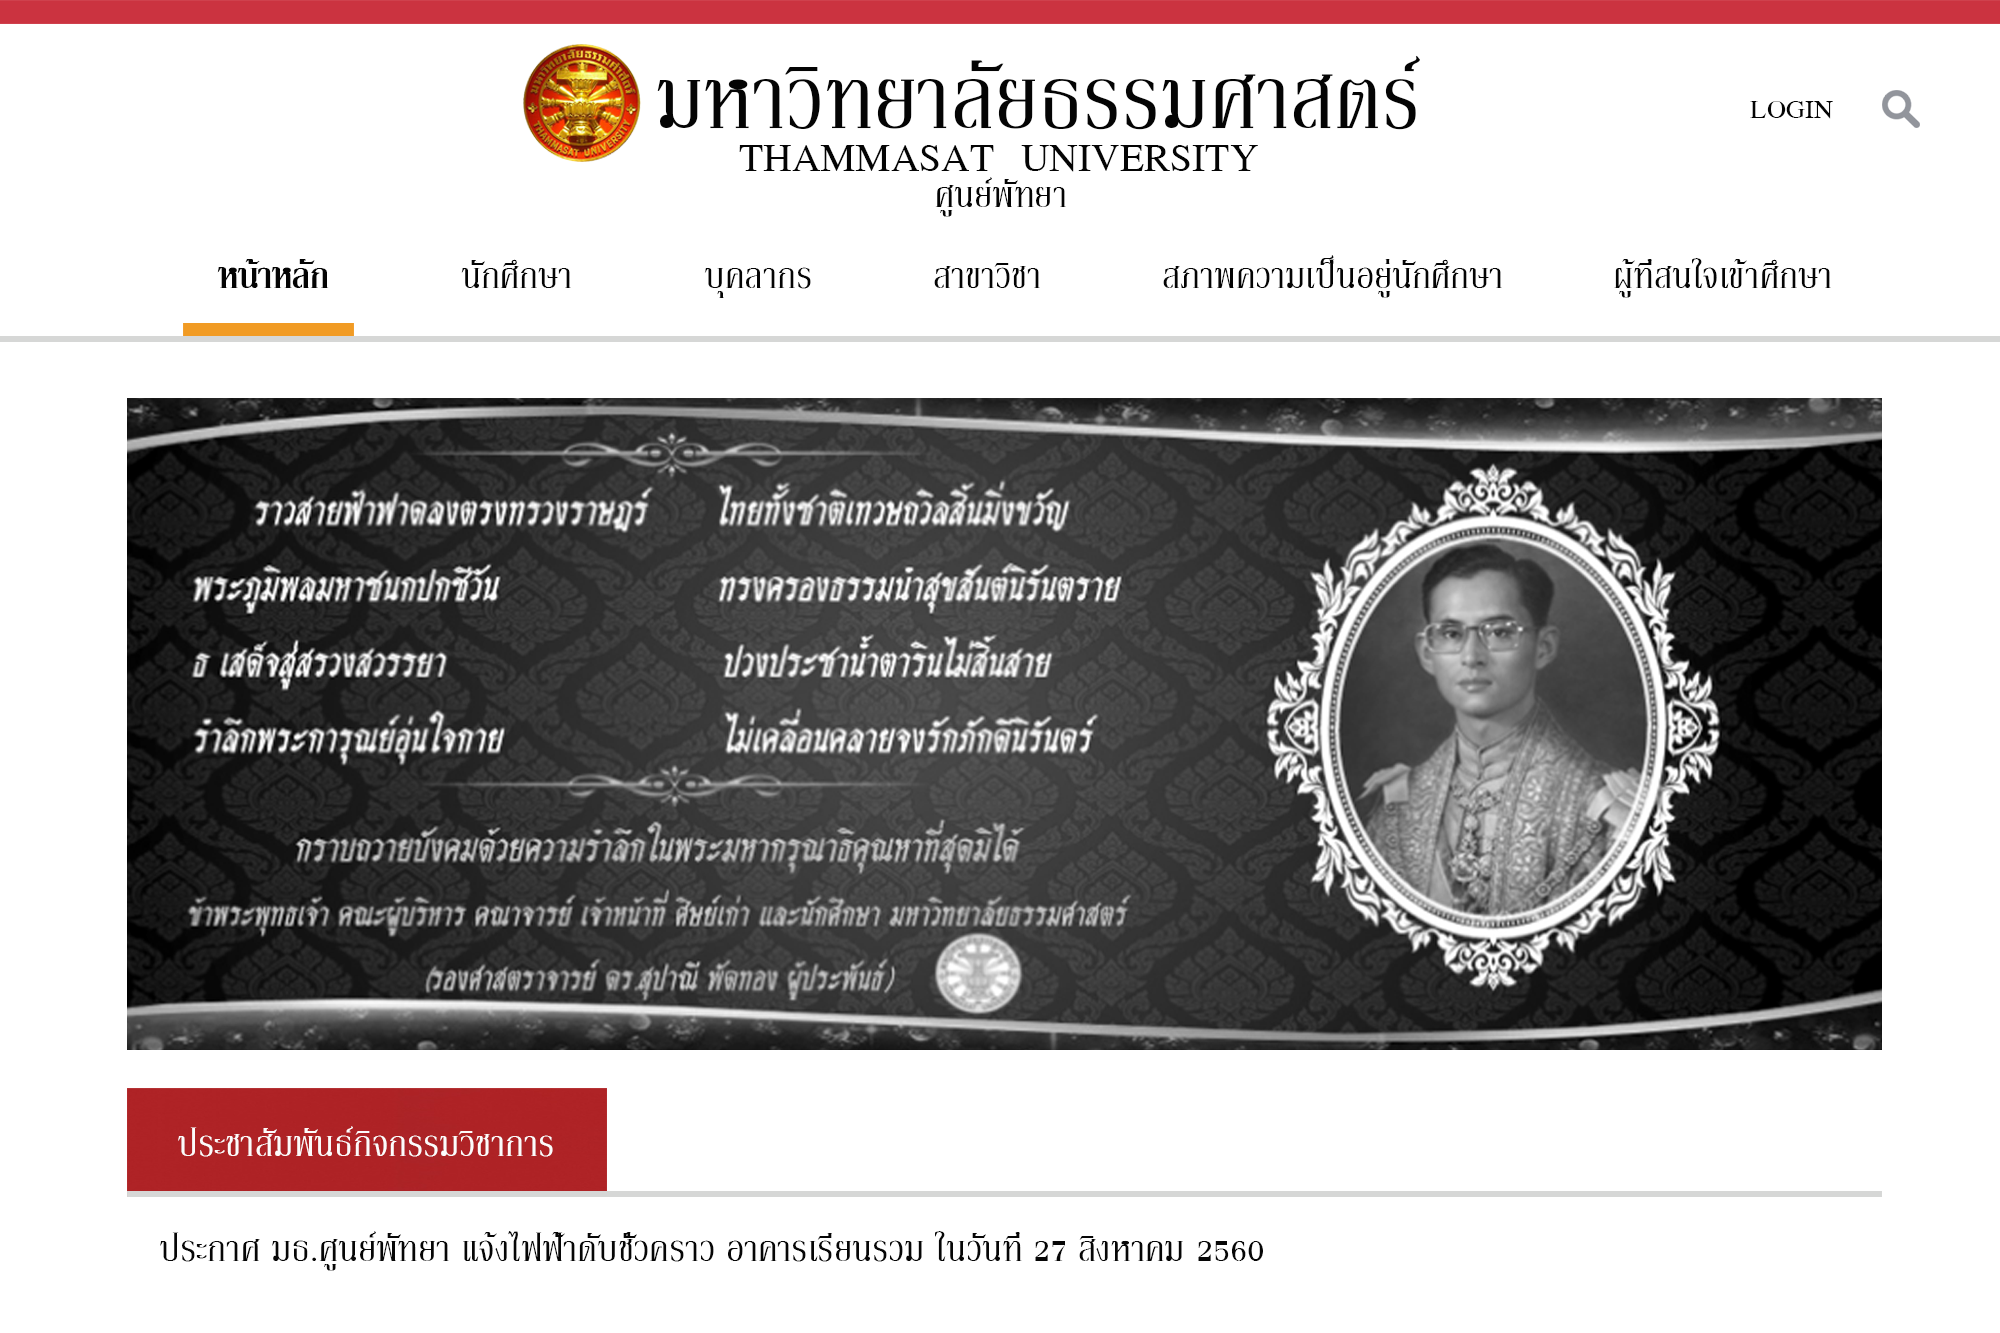 มหาวิทยาลัยธรรมศาสตร์
THAMMASAT UNIVERSITY
มหาวิทยาลัยธรรมศาสตร์
THAMMASAT UNIVERSITY
ศูนย์พัทยา
LOGIN
หน้าหลัก นักศึกษา บุคลากร สาขาวิชา สภาพความเป็นอยู่นักศึกษา ผู้ที่สนใจเข้าศึกษา
ราวสายฟ้าฟาดลงตรงทรวงราษฎร์ ไทยทั้งชาติเทวษถวิลสิ้นมิ่งขวัญ
พระภูมิพลมหาชนกปกชีวัน ทรงครองธรรมนำสุขสันต์นิรันตราย
ธ เสด็จสู่สรวงสวรรยา ปวงประชาน้ำตารินไม่สิ้นสาย
รำลึกพระการุณย์อุ่นใจกาย ไม่เคลื่อนคลายจงรักภักดีนิรันดร์
กราบถวายบังคมด้วยความรำลึกในพระมหากรุณาธิคุณหาที่สุดมิได้
ข้าพระพุทธเจ้า คณะผู้บริหาร คณาจารย์ เจ้าหน้าที่ ศิษย์เก่า และนักศึกษา มหาวิทยาลัยธรรมศาสตร์
(รองศาสตราจารย์ ดร.สุปาณี พัดทอง ผู้ประพันธ์)
ประชาสัมพันธ์กิจกรรมวิชาการ
ประกาศ มธ.ศูนย์พัทยา แจ้งไฟฟ้าดับชั่วคราว อาคารเรียนรวม ในวันที่ 27 สิงหาคม 2560